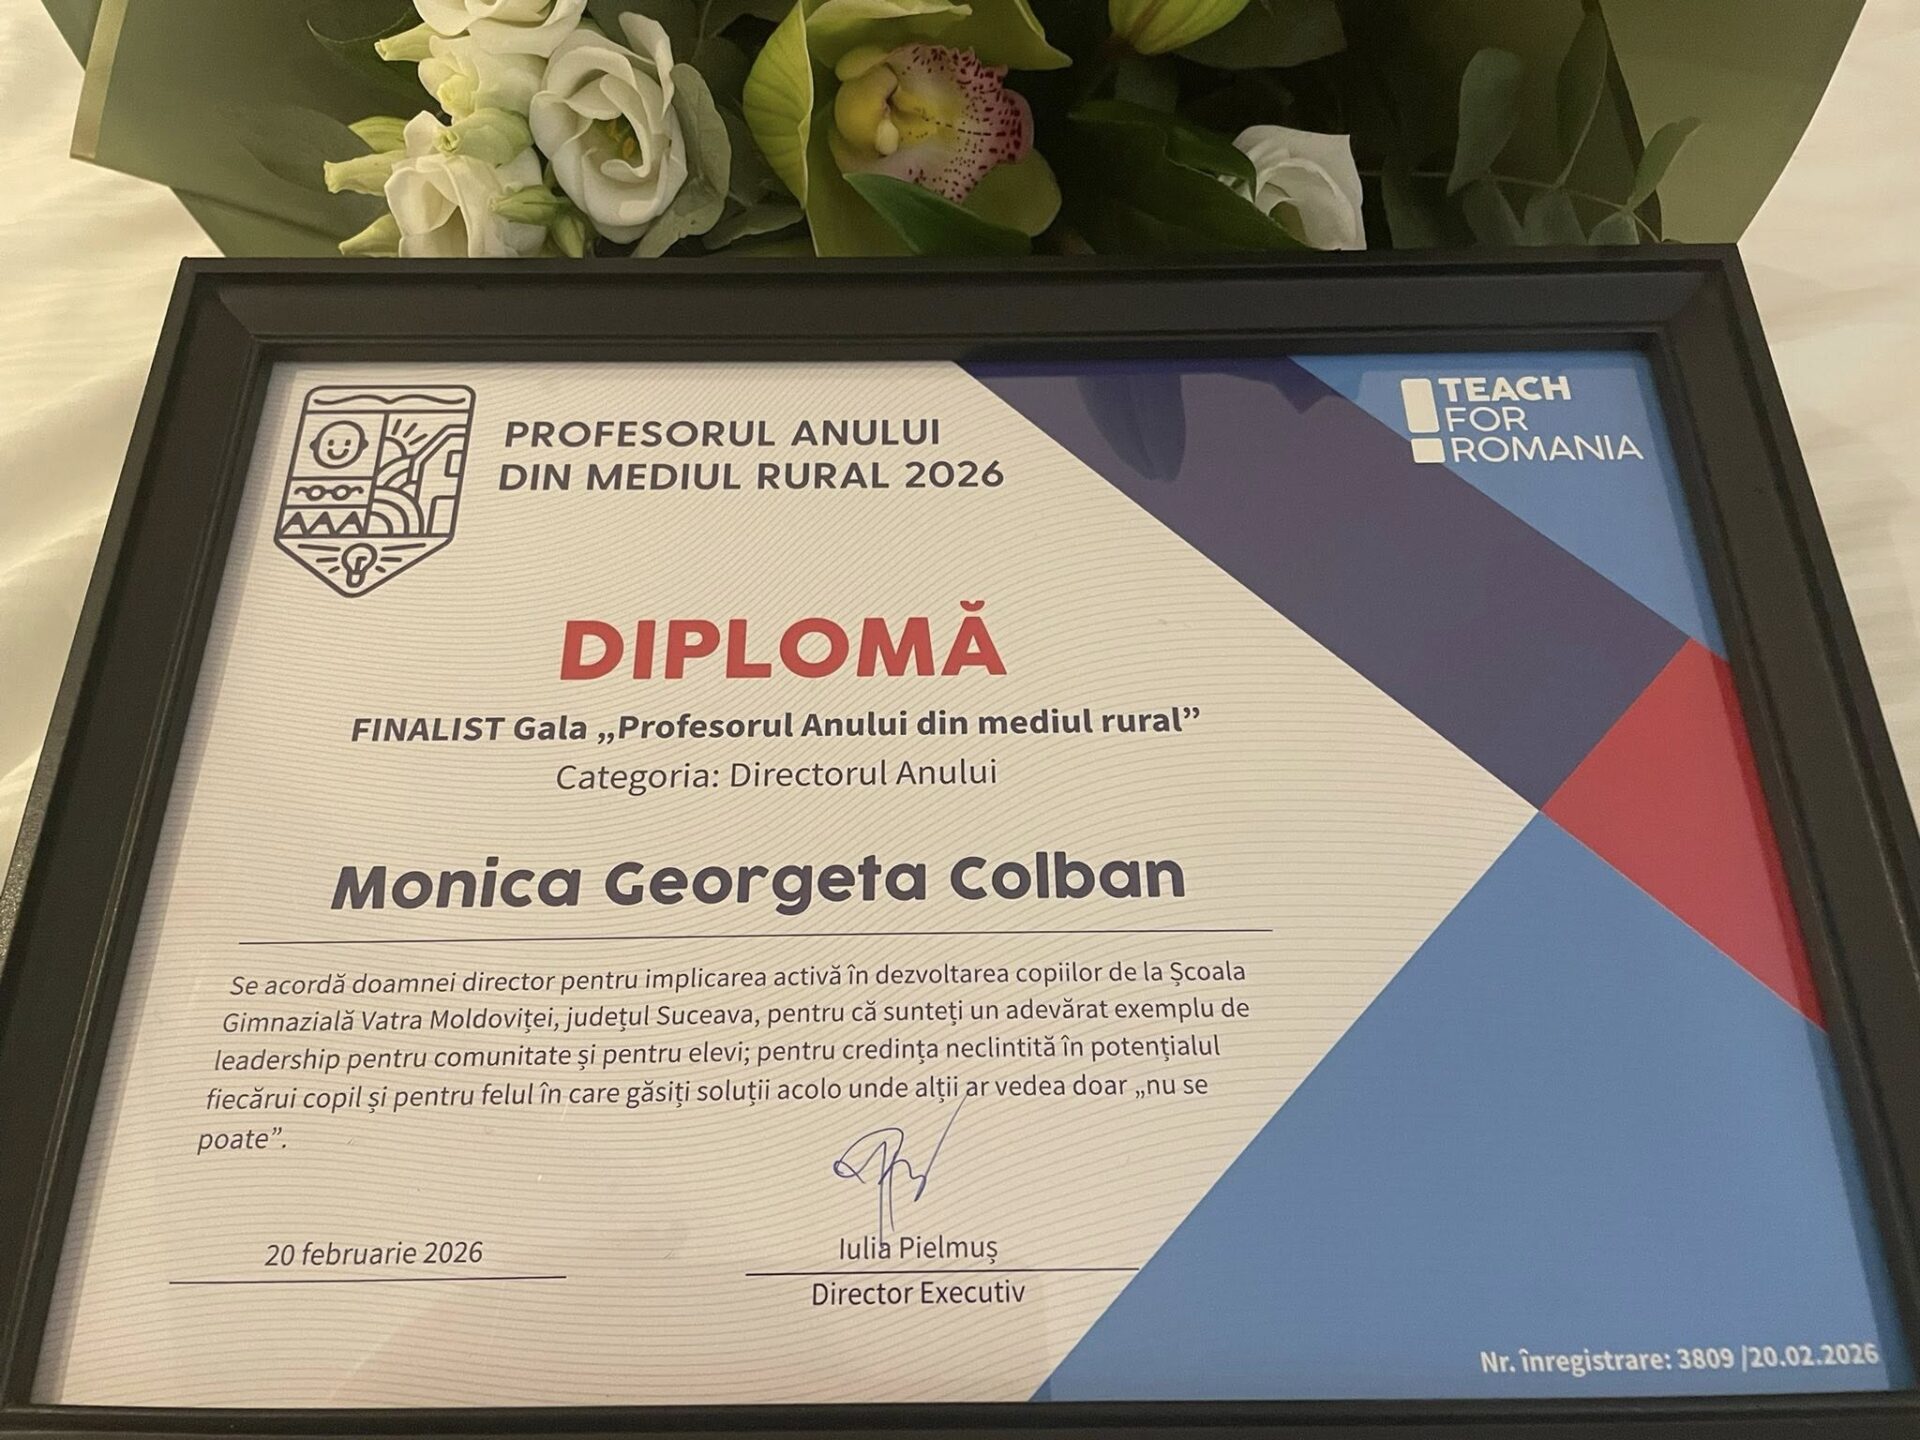 PROFESORUL ANULUI
DIN MEDIUL RURAL 2026
TEACH
FOR
ROMANIA
DIPLOMĂ
FINALIST Gala „Profesorul Anului din mediul rural”
Categoria: Directorul Anului
Monica Georgeta Colban
Se acordă doamnei director pentru implicarea activă în dezvoltarea copiilor de la Școala
Gimnazială Vatra Moldoviței, județul Suceava, pentru că sunteți un adevărat exemplu de
leadership pentru comunitate și pentru elevi; pentru credința neclintită în potențialul
fiecărui copil și pentru felul în care găsiți soluții acolo unde alții ar vedea doar „nu se
poate”.
20 februarie 2026
Iulia Pielmuș
Director Executiv
Nr. înregistrare: 3809 |20.02.2026